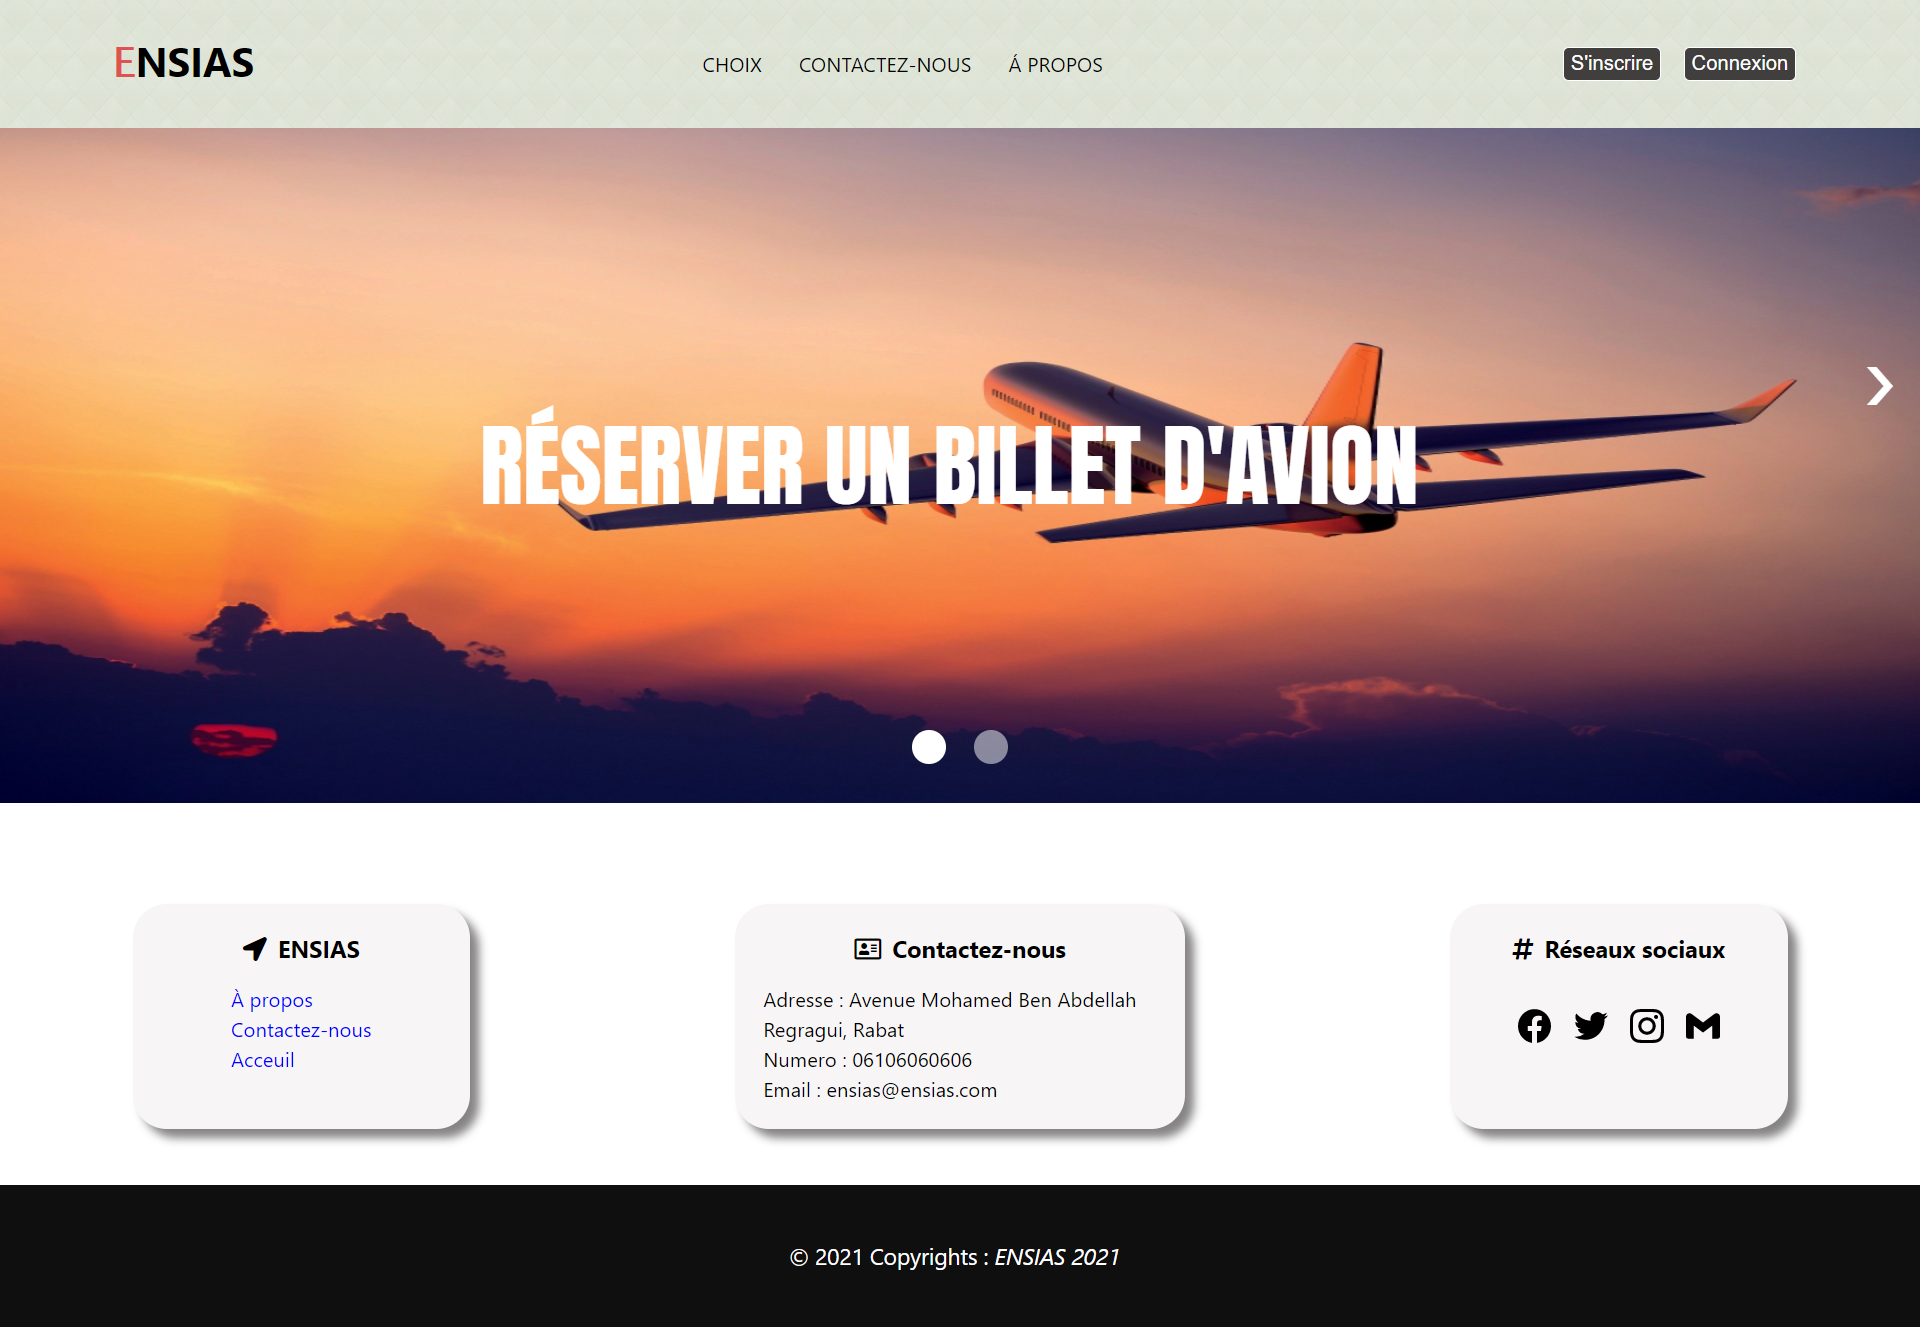 ENSIAS
CHOIX CONTACTEZ-NOUS Á PROPOS
S'inscrire Connexion
RÉSERVER UN BILLET D'AVION
ENSIAS
À propos
Contactez-nous
Acceuil
Contactez-nous
Adresse : Avenue Mohamed Ben Abdellah
Regragui, Rabat
Numero : 06106060606
Email : ensias@ensias.com
# Réseaux sociaux
© 2021 Copyrights : ENSIAS 2021